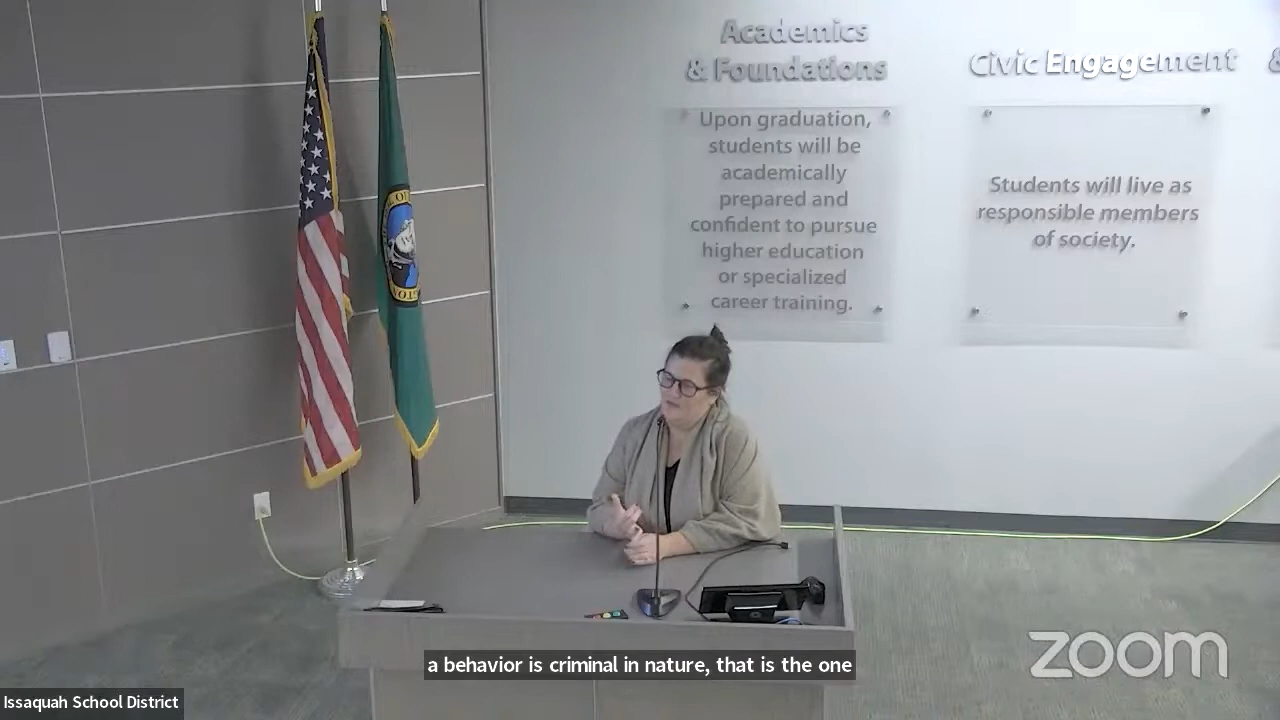 Academics
& Foundations
Upon graduation,
students will be
academically
prepared and
confident to pursue
higher education
or specialized
career training.
Civic Engagement
&
Students will live as
responsible members
of society.
a behavior is criminal in nature, that is the one
zoom
Issaquah School District